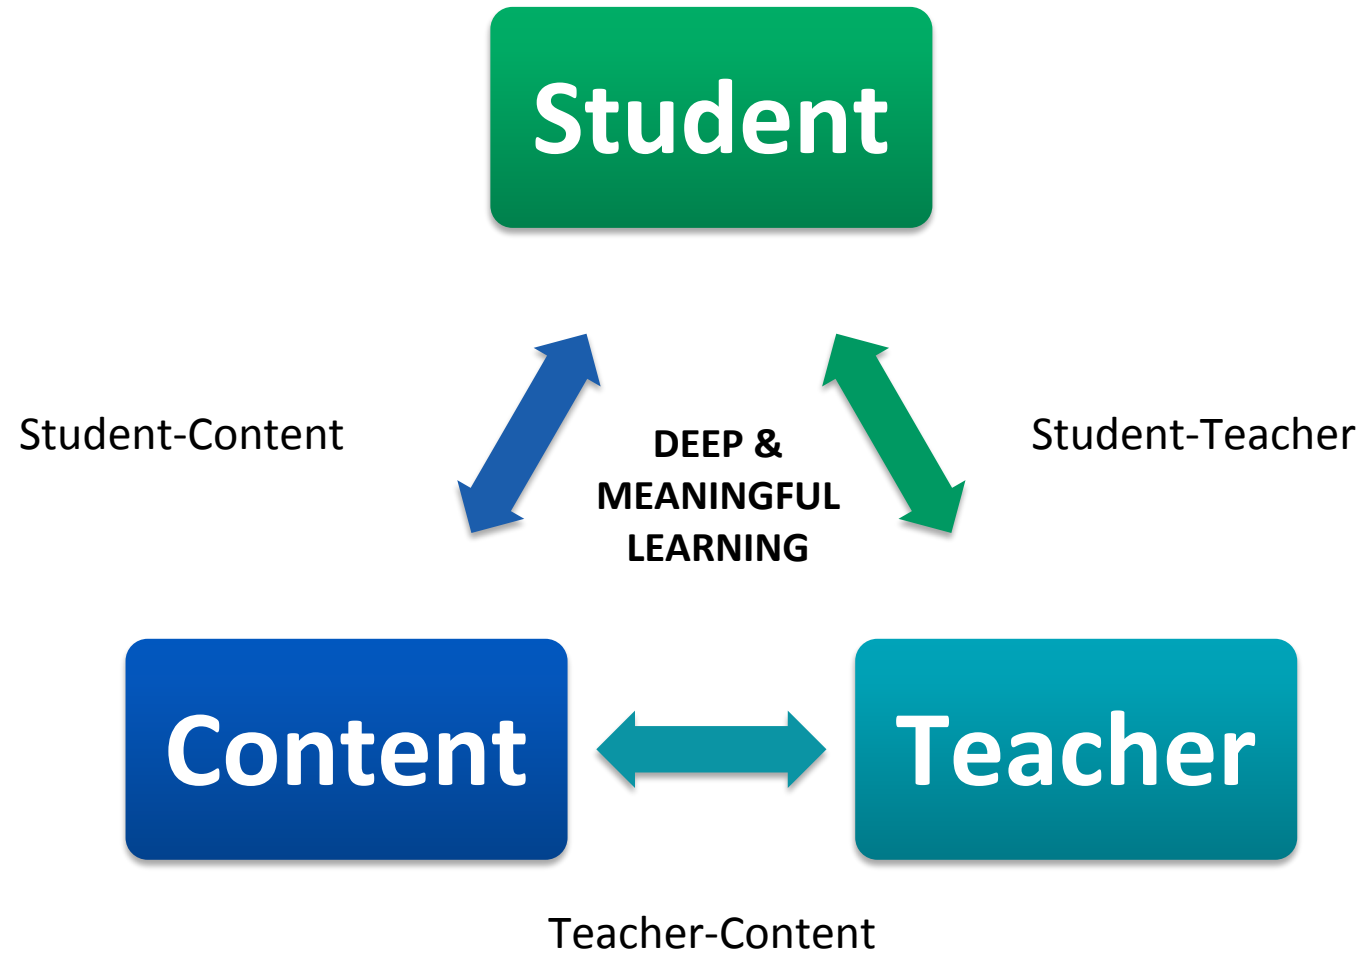 Student
Student-Content
Student-Teacher
DEEP &
MEANINGFUL
LEARNING
Content
Teacher
Teacher-Content